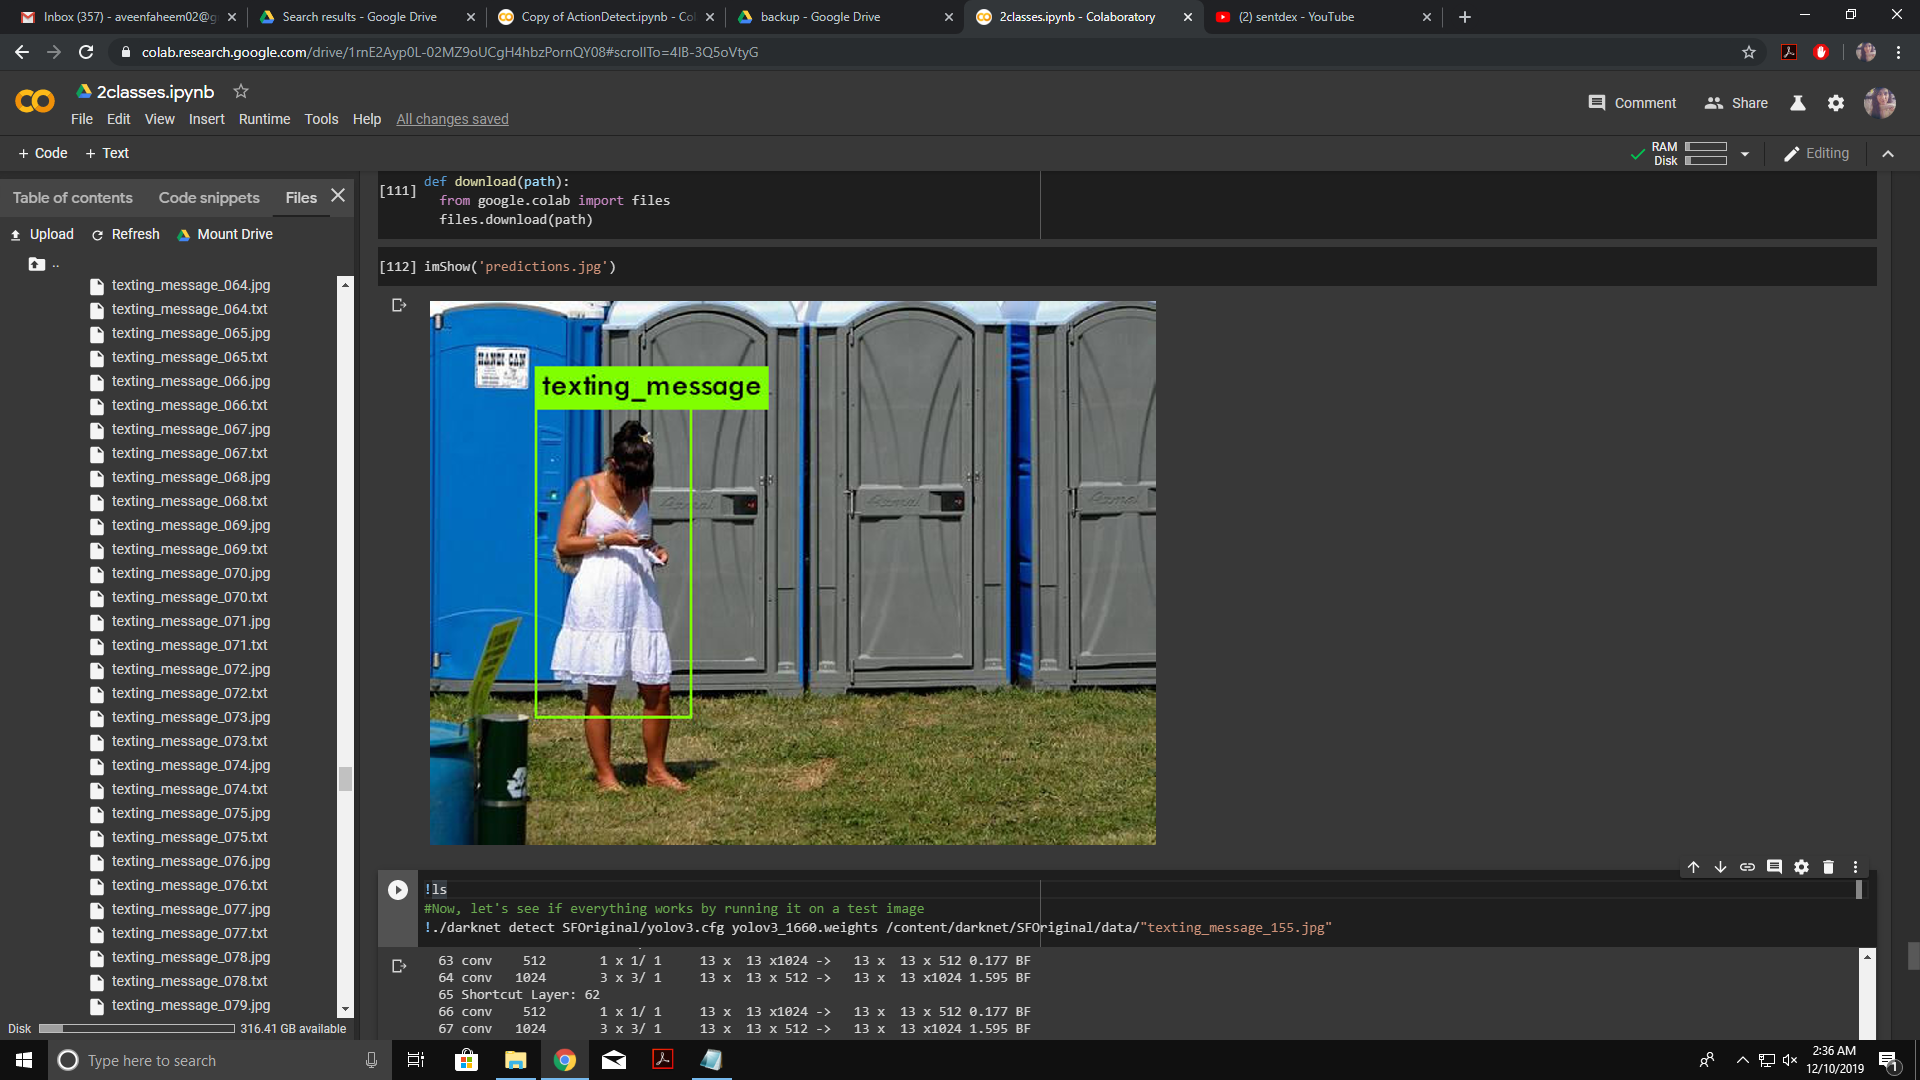 Inbox (357) - aveenfaheem02@g
Search results - Google Drive
Copy of ActionDetect.ipynb - Co
backup - Google Drive
2classes.ipynb - Colaboratory
(2) sentdex - YouTube
colab.research.google.com/drive/1rnE2Ayp0L-02MZ9oUCgH4hbzPornQY08#scrollTo=4IB-3Q5oVtyG
2classes.ipynb
Comment
Share
File Edit View Insert Runtime Tools Help All changes saved
+ Code + Text
RAM
Disk
Editing
Table of contents Code snippets Files
Upload Refresh Mount Drive
..
texting_message_064.jpg
texting_message_064.txt
texting_message_065.jpg
texting_message_065.txt
texting_message_066.jpg
texting_message_066.txt
texting_message_067.jpg
texting_message_067.txt
texting_message_068.jpg
texting_message_068.txt
texting_message_069.jpg
texting_message_069.txt
texting_message_070.jpg
texting_message_070.txt
texting_message_071.jpg
texting_message_071.txt
texting_message_072.jpg
texting_message_072.txt
texting_message_073.jpg
texting_message_073.txt
texting_message_074.jpg
texting_message_074.txt
texting_message_075.jpg
texting_message_075.txt
texting_message_076.jpg
texting_message_076.txt
texting_message_077.jpg
texting_message_077.txt
texting_message_078.jpg
texting_message_078.txt
texting_message_079.jpg
Disk 316.41 GB available
[111] def download(path):
from google.colab import files
files.download(path)
[112] imShow('predictions.jpg')
HANDI CAN
texting_message
!ls
#Now, let's see if everything works by running it on a test image
!./darknet detect SFOriginal/yolov3.cfg yolov3_1660.weights /content/darknet/SFOriginal/data/"texting_message_155.jpg"
63 conv 512 1 x 1/ 1 13 x 13 x1024 -> 13 x 13 x 512 0.177 BF
64 conv 1024 3 x 3/ 1 13 x 13 x 512 -> 13 x 13 x1024 1.595 BF
65 Shortcut Layer: 62
66 conv 512 1 x 1/ 1 13 x 13 x1024 -> 13 x 13 x 512 0.177 BF
67 conv 1024 3 x 3/ 1 13 x 13 x 512 -> 13 x 13 x1024 1.595 BF
Type here to search
2:36 AM
12/10/2019
1